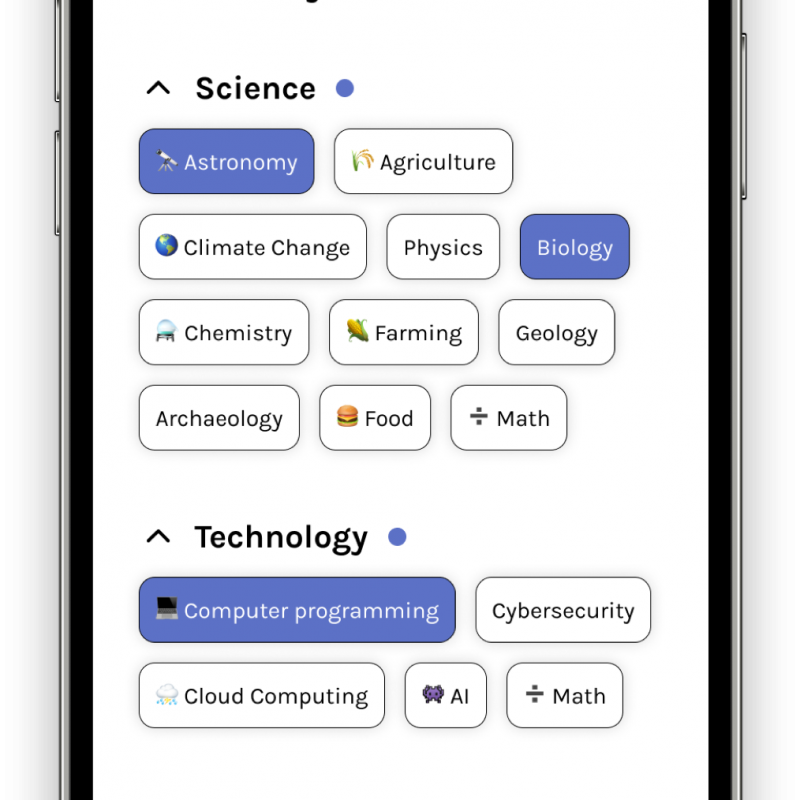 Science
Astronomy Agriculture
Climate Change Physics Biology
Chemistry Farming Geology
Archaeology Food Math
Technology
Computer programming Cybersecurity
Cloud Computing AI Math